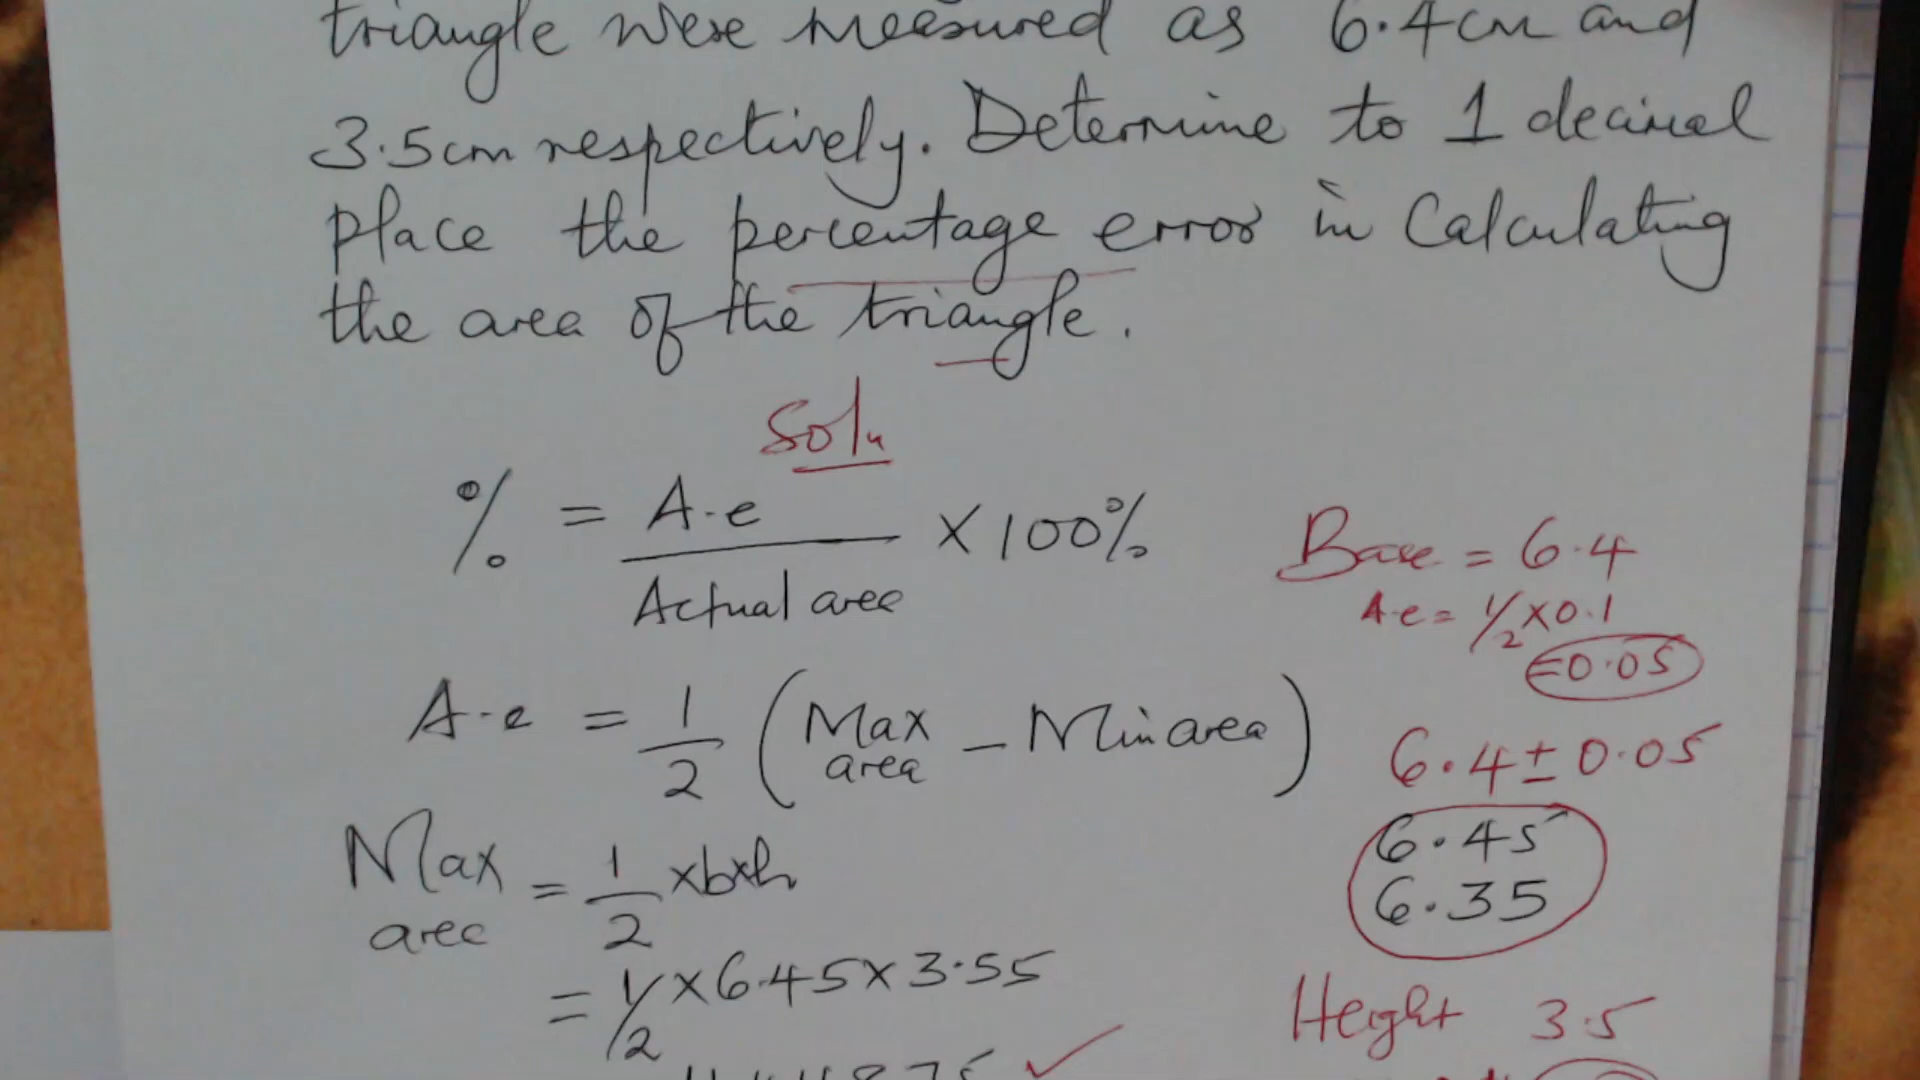 triangle were measured as 6.4cm and
3.5cm respectively. Determine to 1 decimal
place the percentage error in Calculating
the area of the triangle.
Soln
% = A.e / Actual area × 100%
Base = 6.4
A.e = 1/2 × 0.1
= 0.05
A.e = 1/2 (Max area - Min area)
6.4 ± 0.05
6.45
6.35
Max area = 1/2 × b × h
= 1/2 × 6.45 × 3.55
Height 3.5